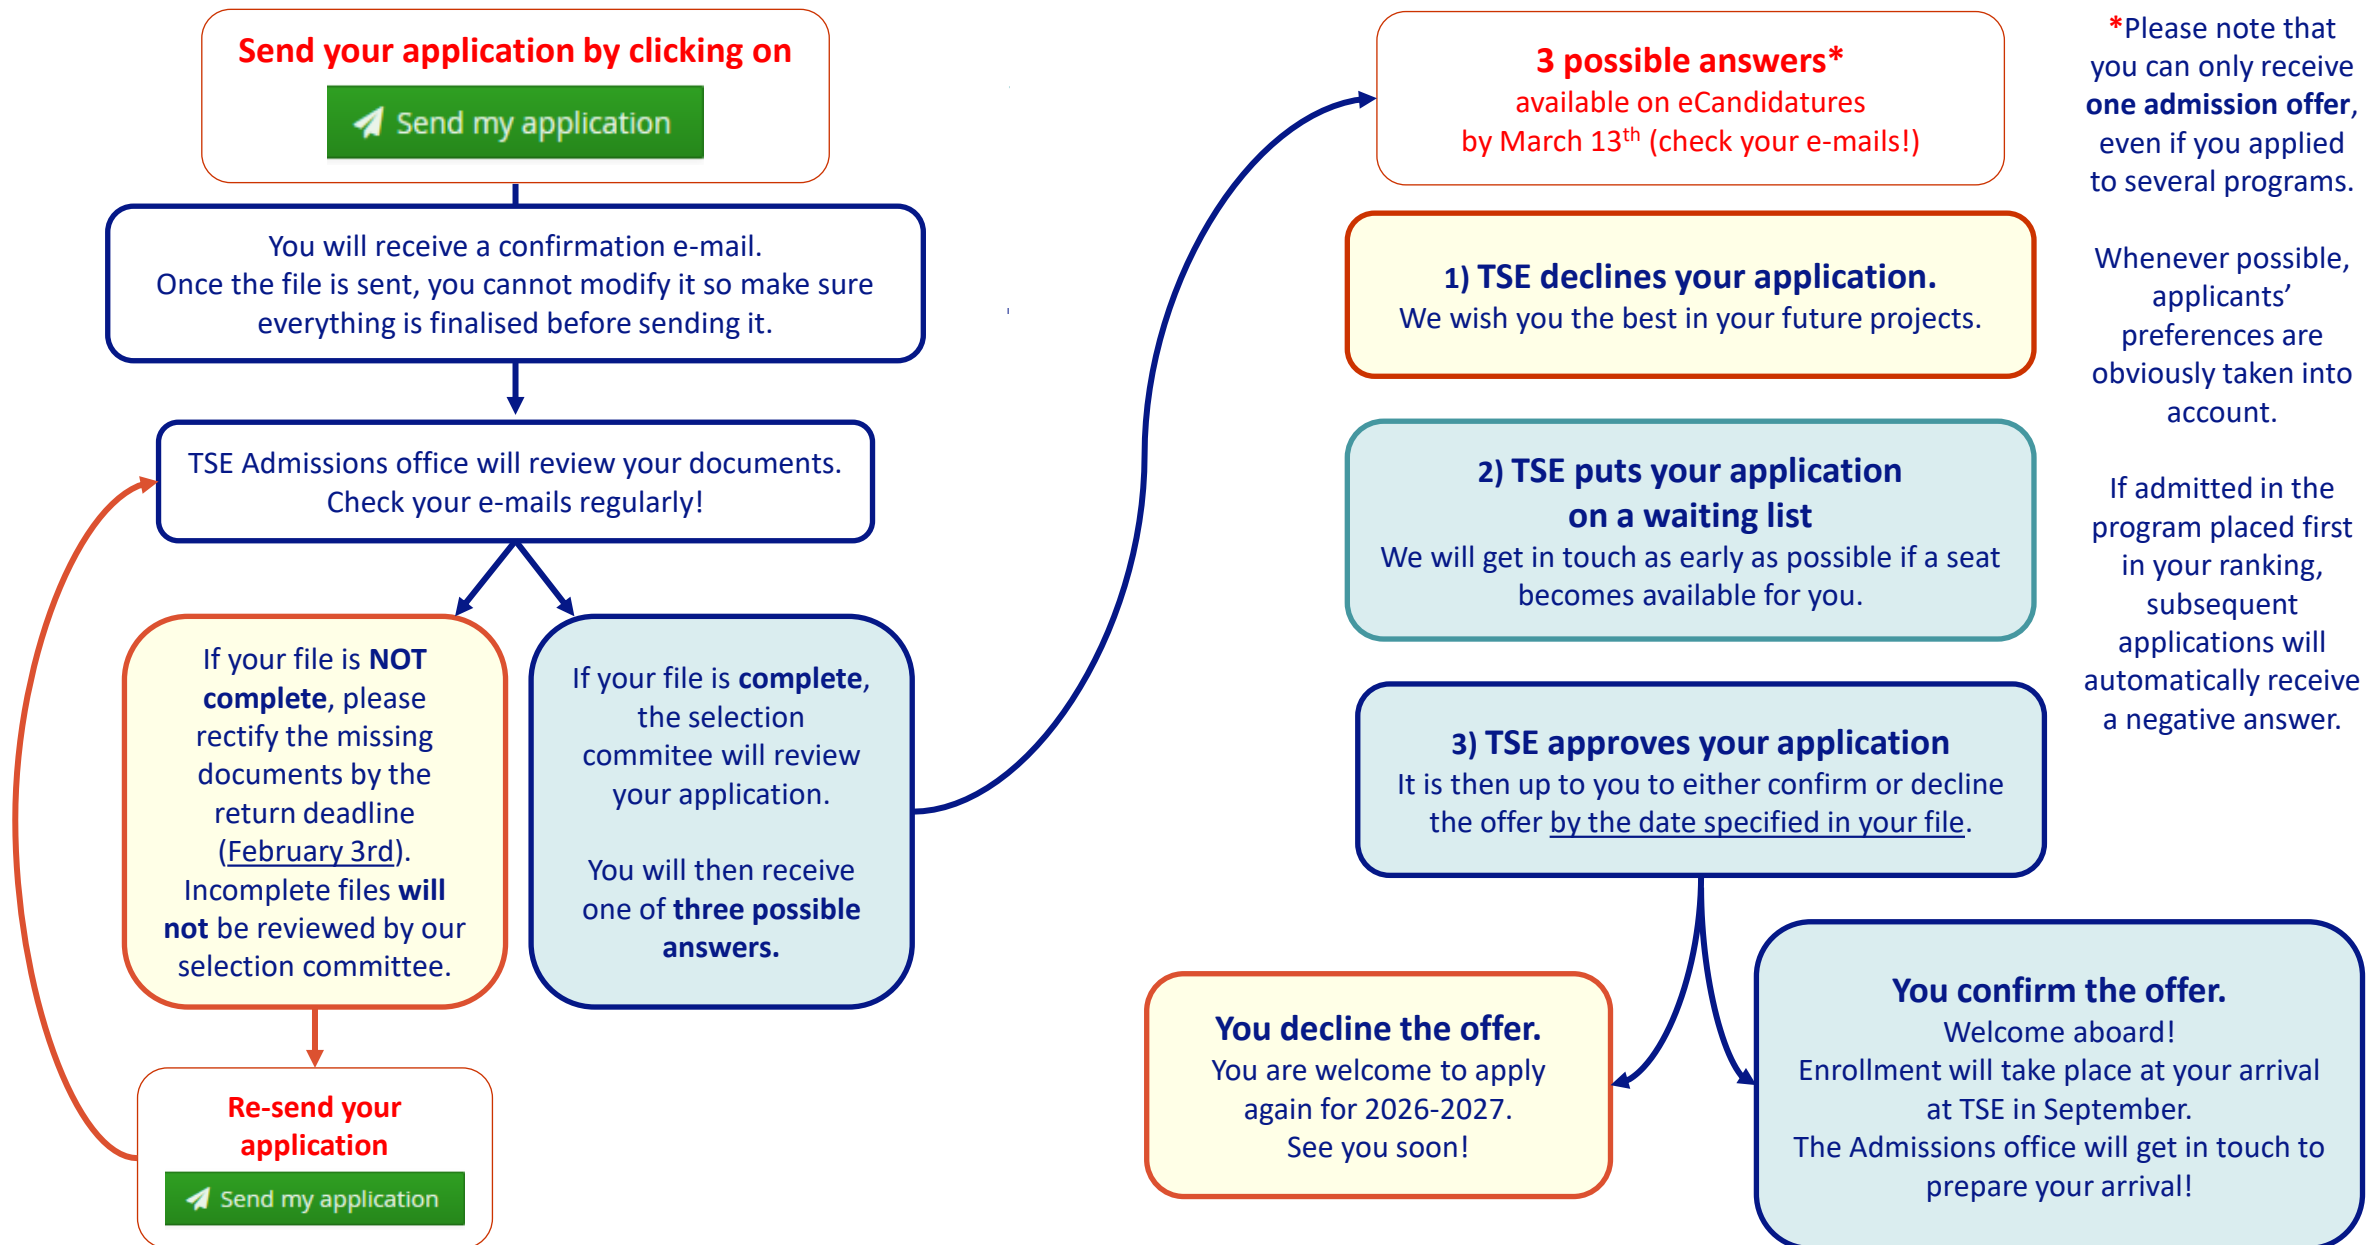 Send your application by clicking on
Send my application
You will receive a confirmation e-mail.
Once the file is sent, you cannot modify it so make sure
everything is finalised before sending it.
TSE Admissions office will review your documents.
Check your e-mails regularly!
If your file is NOT
complete, please
rectify the missing
documents by the
return deadline
(February 3rd).
Incomplete files will
not be reviewed by our
selection committee.
Re-send your
application
Send my application
If your file is complete,
the selection
commitee will review
your application.
You will then receive
one of three possible
answers.
3 possible answers*
available on eCandidatures
by March 13th (check your e-mails!)
1) TSE declines your application.
We wish you the best in your future projects.
2) TSE puts your application
on a waiting list
We will get in touch as early as possible if a seat
becomes available for you.
3) TSE approves your application
It is then up to you to either confirm or decline
the offer by the date specified in your file.
You decline the offer.
You are welcome to apply
again for 2026-2027.
See you soon!
You confirm the offer.
Welcome aboard!
Enrollment will take place at your arrival
at TSE in September.
The Admissions office will get in touch to
prepare your arrival!
*Please note that
you can only receive
one admission offer,
even if you applied
to several programs.
Whenever possible,
applicants’
preferences are
obviously taken into
account.
If admitted in the
program placed first
in your ranking,
subsequent
applications will
automatically receive
a negative answer.